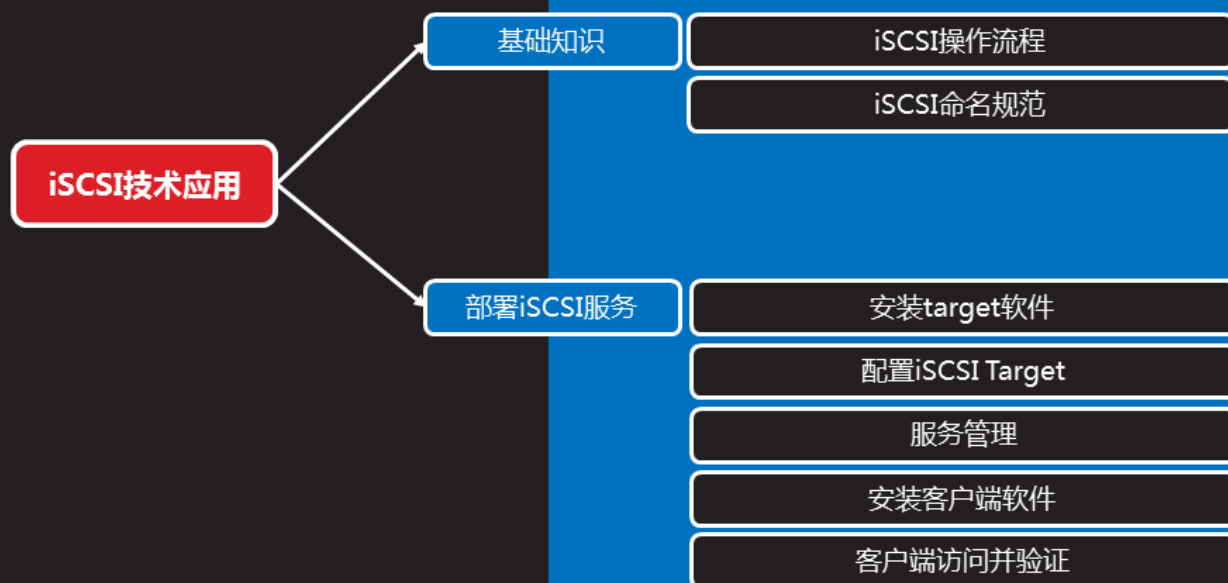 iSCSI技术应用
基础知识
iSCSI操作流程
iSCSI命名规范
部署iSCSI服务
安装target软件
配置iSCSI Target
服务管理
安装客户端软件
客户端访问并验证